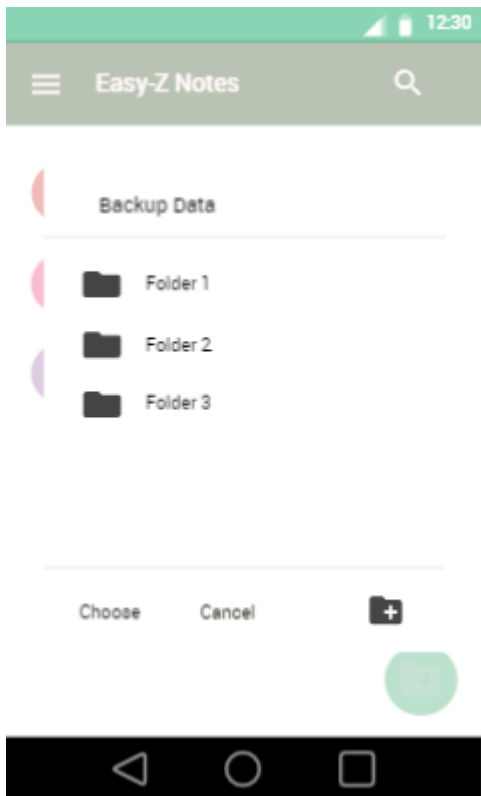 12:30
Easy-Z Notes
Backup Data
Folder 1
Folder 2
Folder 3
Choose Cancel